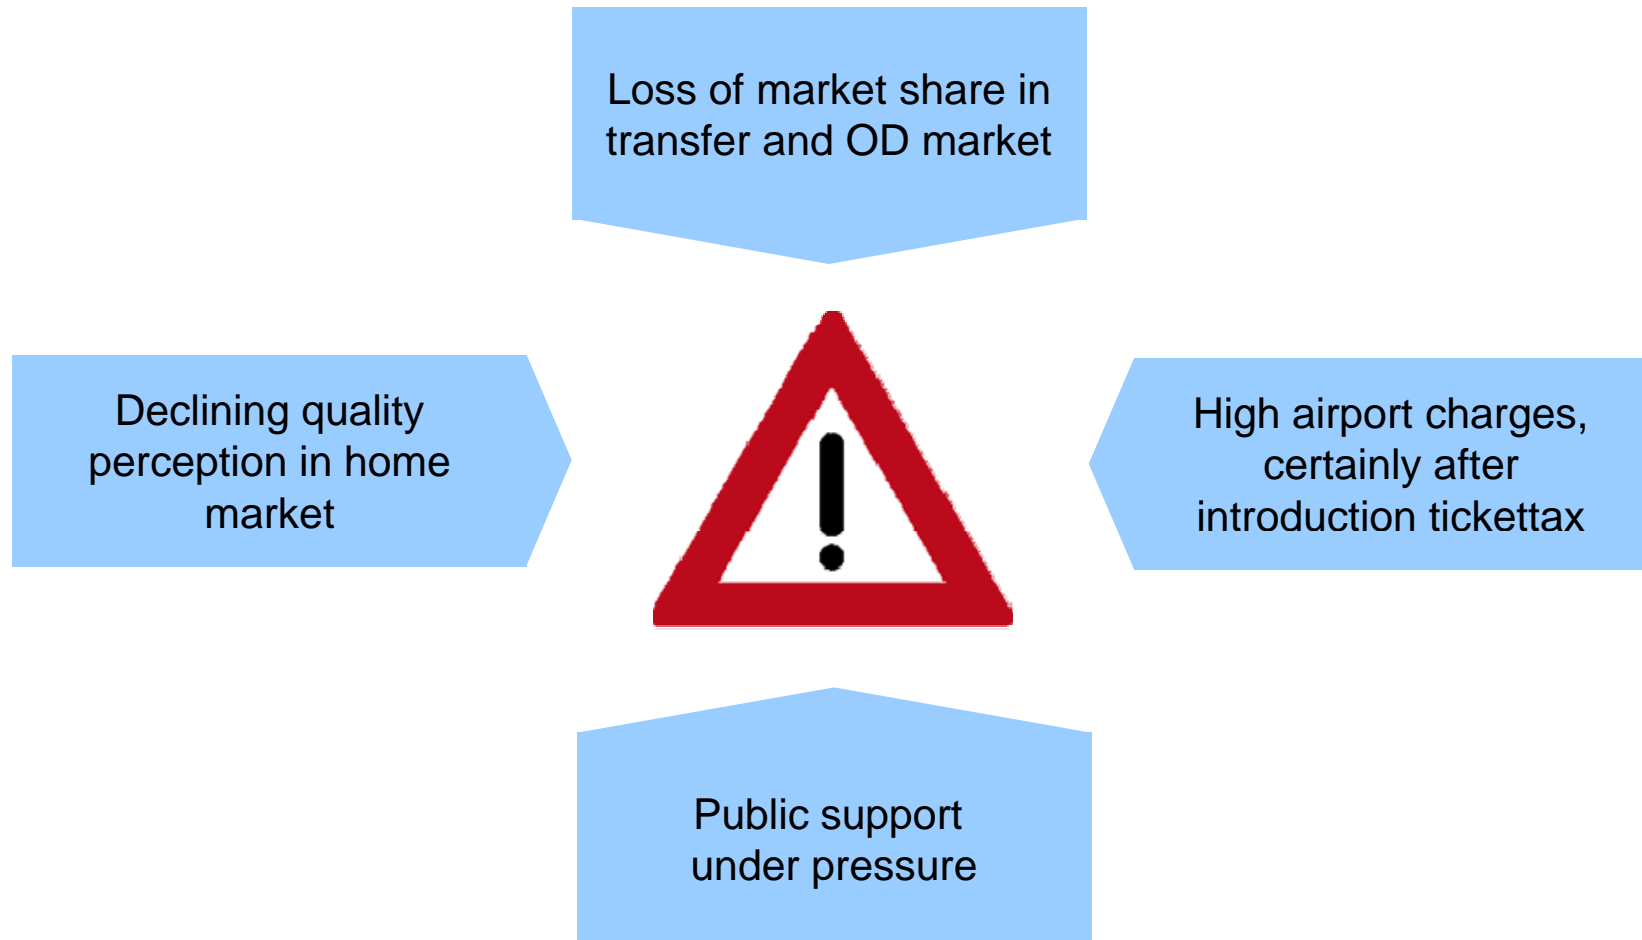 Loss of market share in
transfer and OD market
Declining quality
perception in home
market
High airport charges,
certainly after
introduction tickettax
Public support
under pressure